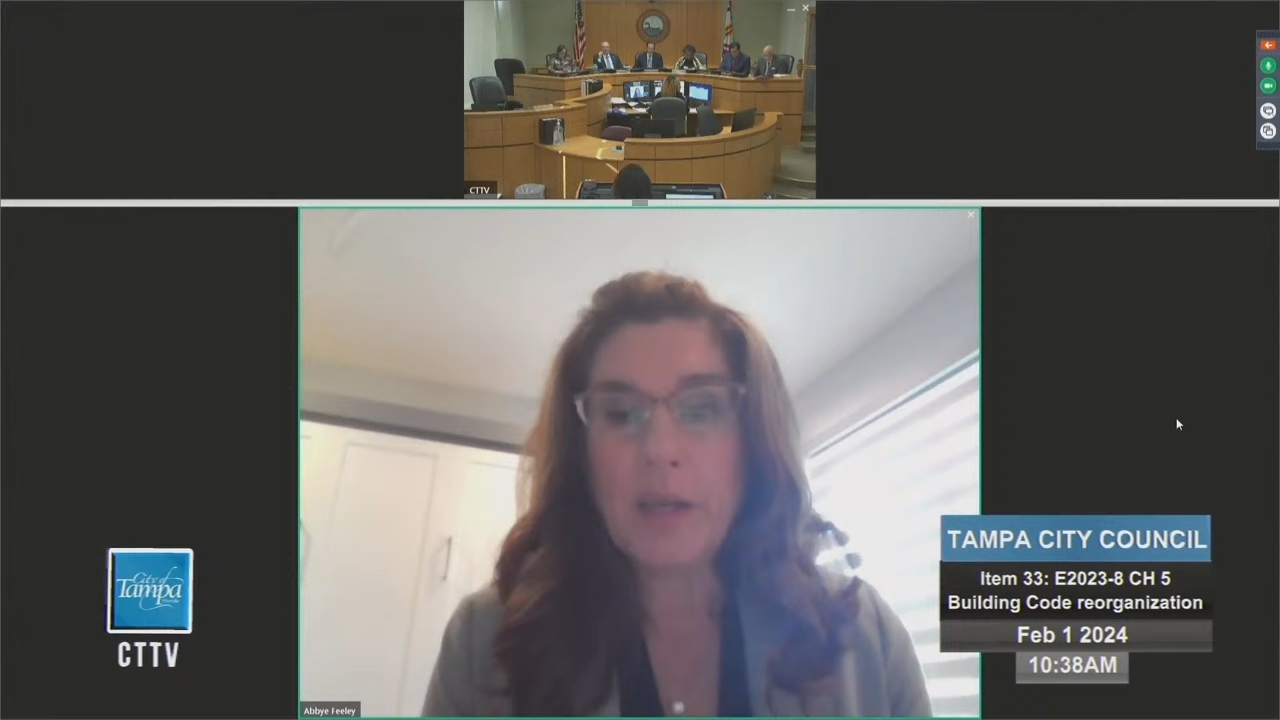 CTTV
TAMPA CITY COUNCIL
Item 33: E2023-8 CH 5
Building Code reorganization
Feb 1 2024
10:38AM
City of
Tampa
CTTV
Abbye Feeley